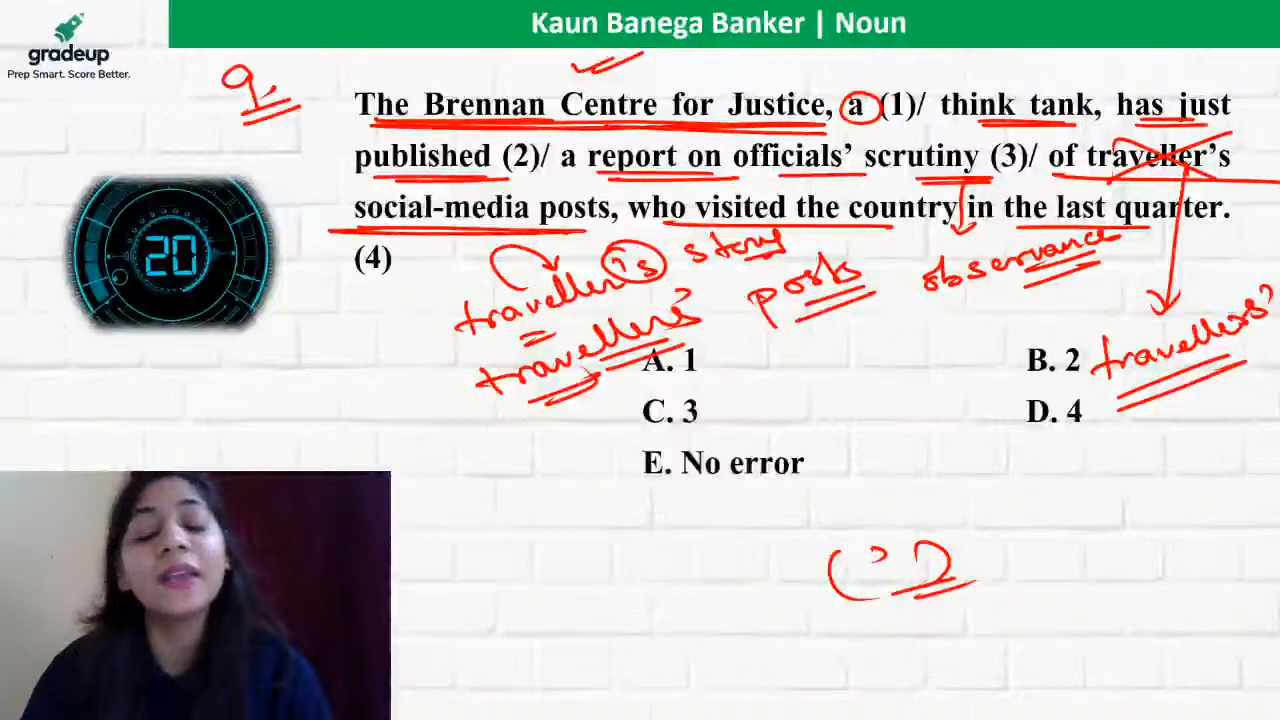 Kaun Banega Banker | Noun
gradeup
Prep Smart. Score Better.
9.
The Brennan Centre for Justice, a (1)/ think tank, has just
published (2)/ a report on officials’ scrutiny (3)/ of traveller’s
social-media posts, who visited the country in the last quarter.
(4)
20
traveller's story
posts
observance
travellers'
travellers'
A. 1
B. 2
C. 3
D. 4
E. No error